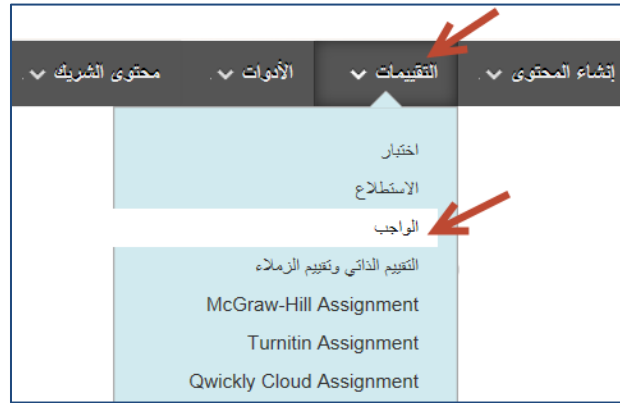 إنشاء المحتوى التقييمات الأدوات محتوى الشريك
اختبار
الاستطلاع
الواجب
التقييم الذاتي وتقييم الزملاء
McGraw-Hill Assignment
Turnitin Assignment
Qwickly Cloud Assignment